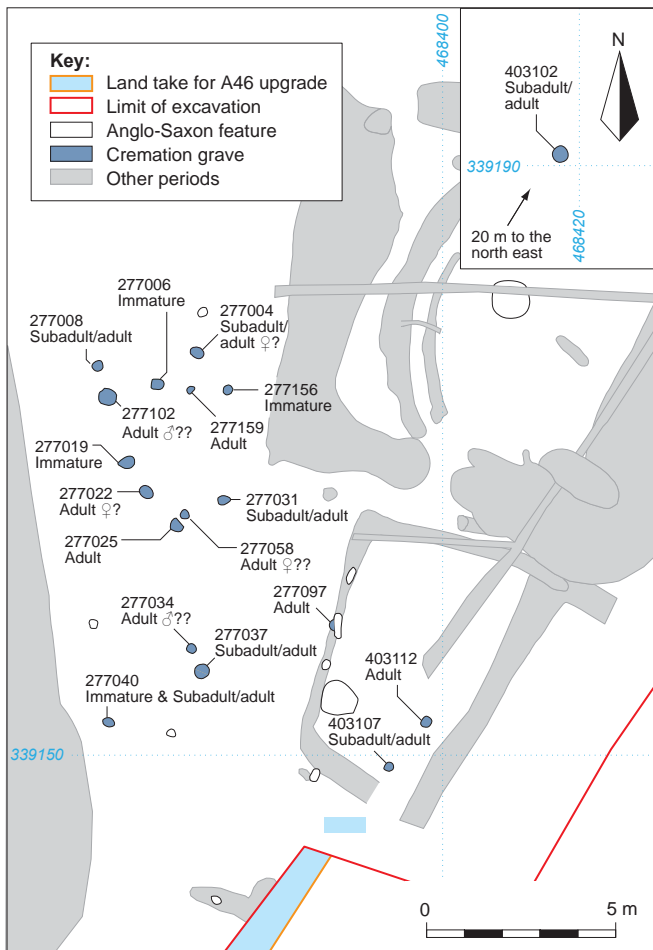 Key:
Land take for A46 upgrade
Limit of excavation
Anglo-Saxon feature
Cremation grave
Other periods
468400
403102
Subadult/
adult
N
339190
468420
20 m to the
north east
277006
Immature
277004
Subadult/
adult ♀?
277008
Subadult/adult
277102
Adult ♂??
277159
Adult
277156
Immature
277019
Immature
277022
Adult ♀?
277031
Subadult/adult
277025
Adult
277058
Adult ♀??
277097
Adult
277034
Adult ♂??
277037
Subadult/adult
277040
Immature & Subadult/adult
403112
Adult
403107
Subadult/adult
339150
0
5 m